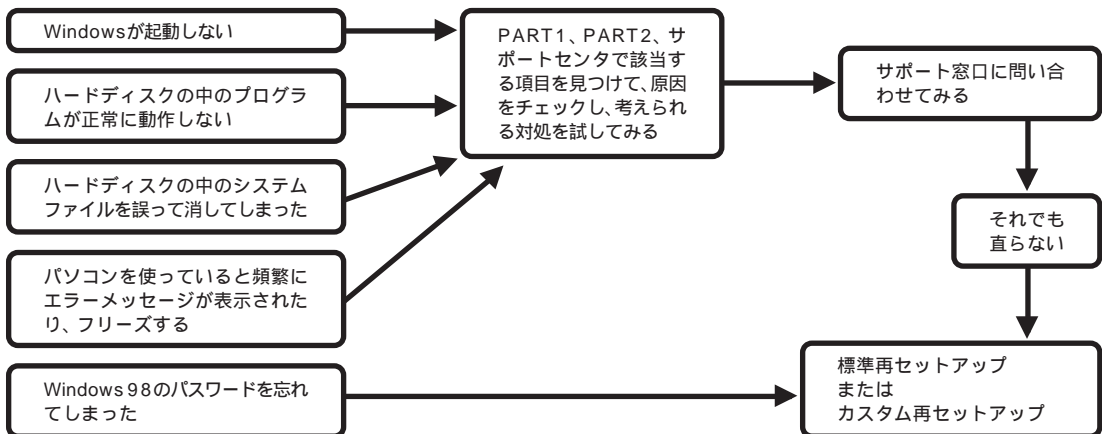 Windowsが起動しない
ハードディスクの中のプログラ
ムが正常に動作しない
ハードディスクの中のシステム
ファイルを誤って消してしまった
パソコンを使っていると頻繁に
エラーメッセージが表示された
り、フリーズする
Windows 98のパスワードを忘れ
てしまった
PART1、PART2、サ
ポートセンタで該当す
る項目を見つけて、原因
をチェックし、考えられ
る対処を試してみる
サポート窓口に問い合
わせてみる
それでも
直らない
標準再セットアップ
または
カスタム再セットアップ